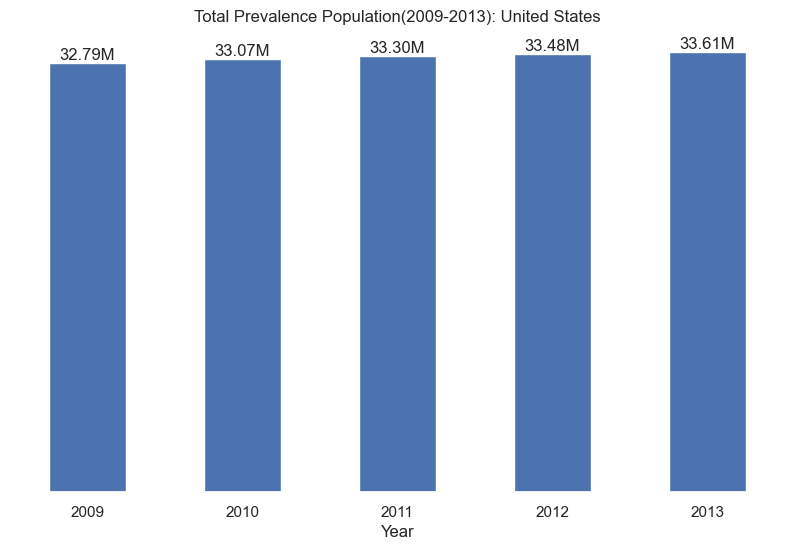 Total Prevalence Population(2009-2013): United States
32.79M
33.07M
33.30M
33.48M
33.61M
2009
2010
2011
2012
2013
Year